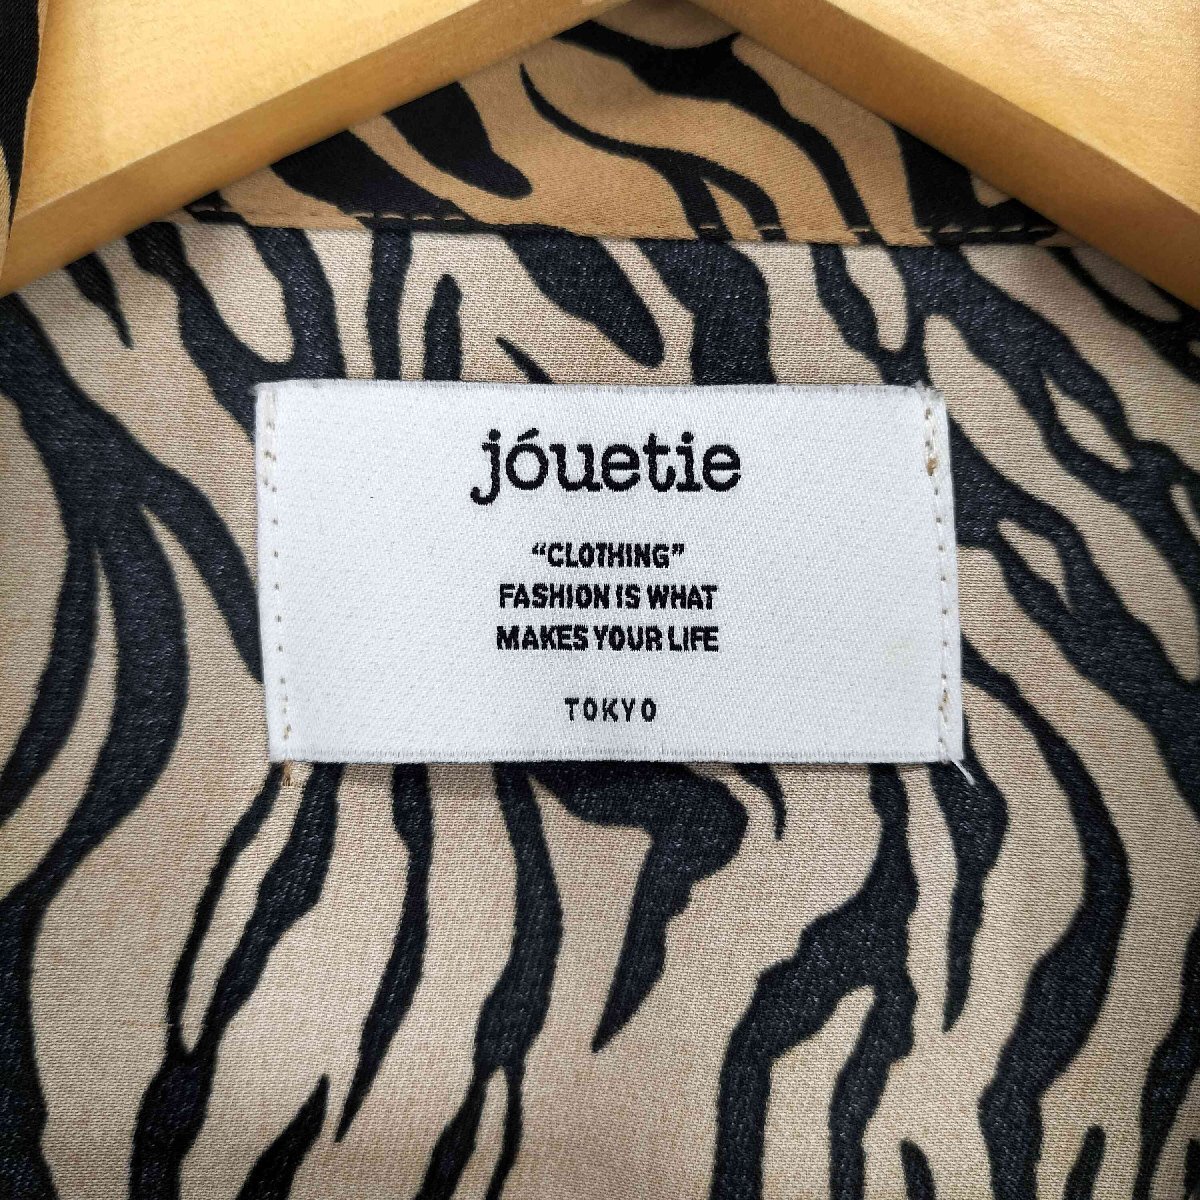 jóuetie
“CLOTHING”
FASHION IS WHAT
MAKES YOUR LIFE
TOKYO